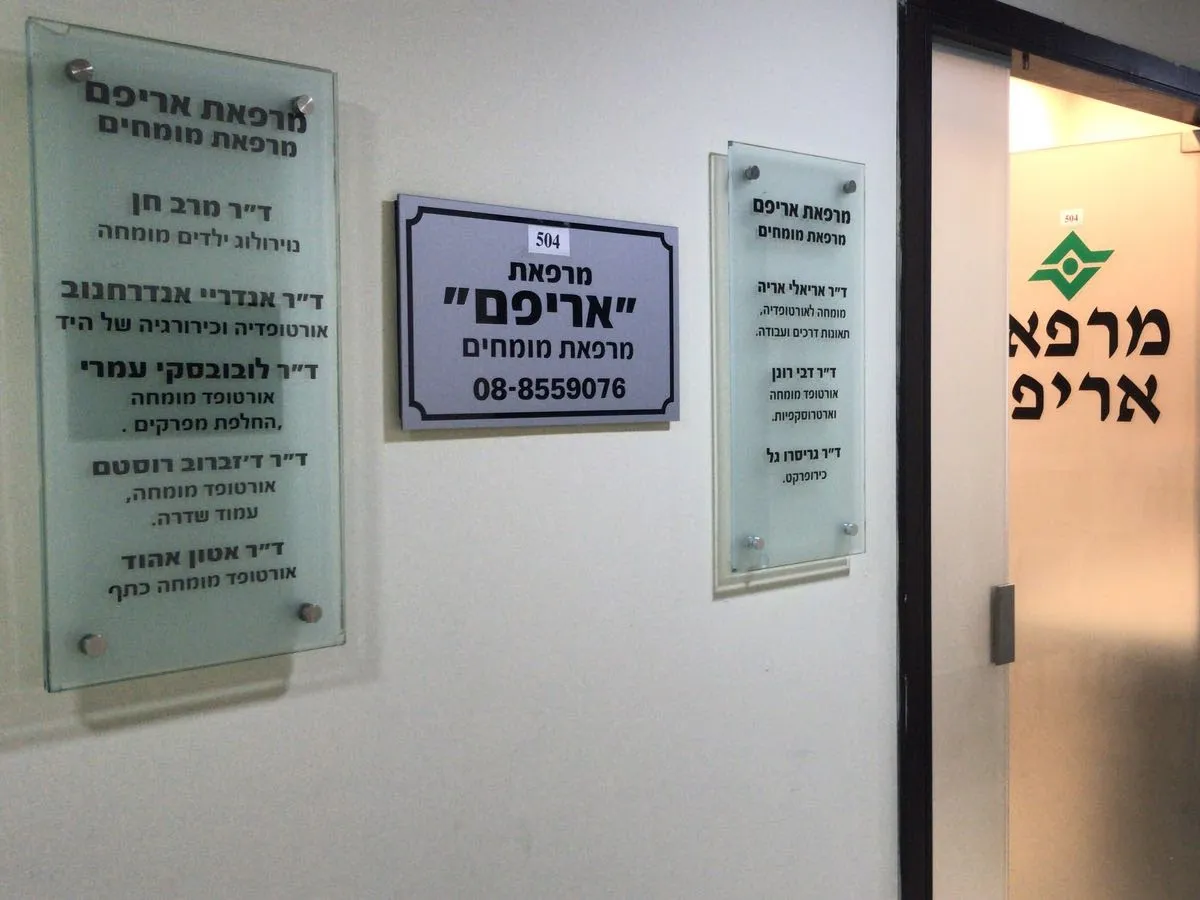 מרפאת אריפם
מרפאת מומחים
ד״ר מרב חן
נוירולוג ילדים מומחה
ד״ר אנדריי אנדרחנוב
אורטופדיה וכירורגיה של היד
ד״ר לובובסקי עמרי
אורטופד מומחה
החלפת מפרקים .,
ד״ר ד׳זברוב רוסטם
אורטופד מומחה,
עמוד שדרה.
ד״ר אטון אהוד
אורטופד מומחה כתף
504
מרפאת
״אריפם״
מרפאת מומחים
08-8559076
מרפאת אריפם
מרפאת מומחים
ד״ר אריאלי אריה
מומחה לאורטופדיה,
תאונות דרכים ועבודה.
ד״ר דבי רונן
אורטופד מומחה
וארטרוסקפיות.
ד״ר גריסרו גל
כירופרקט.
504
מרפא
אריפ